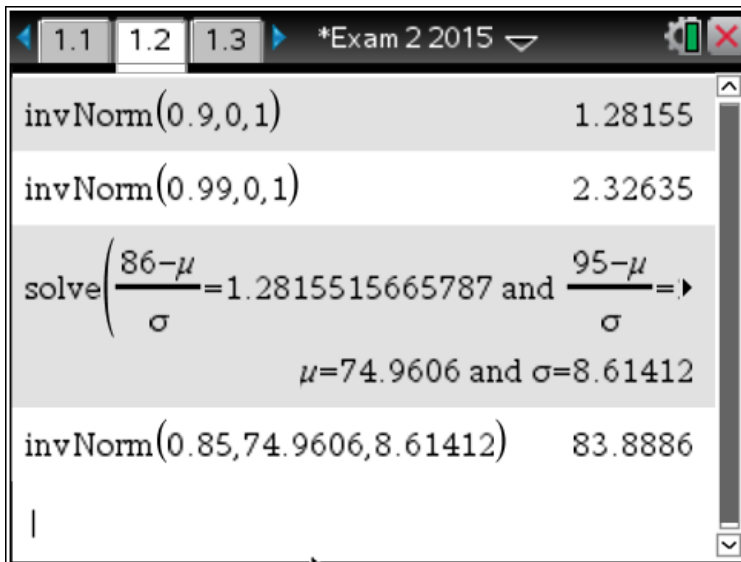 1.1 1.2 1.3 *Exam 2 2015
invNorm(0.9,0,1) 1.28155
invNorm(0.99,0,1) 2.32635
solve(86−μ/σ=1.2815515665787 and 95−μ/σ=
μ=74.9606 and σ=8.61412
invNorm(0.85,74.9606,8.61412) 83.8886